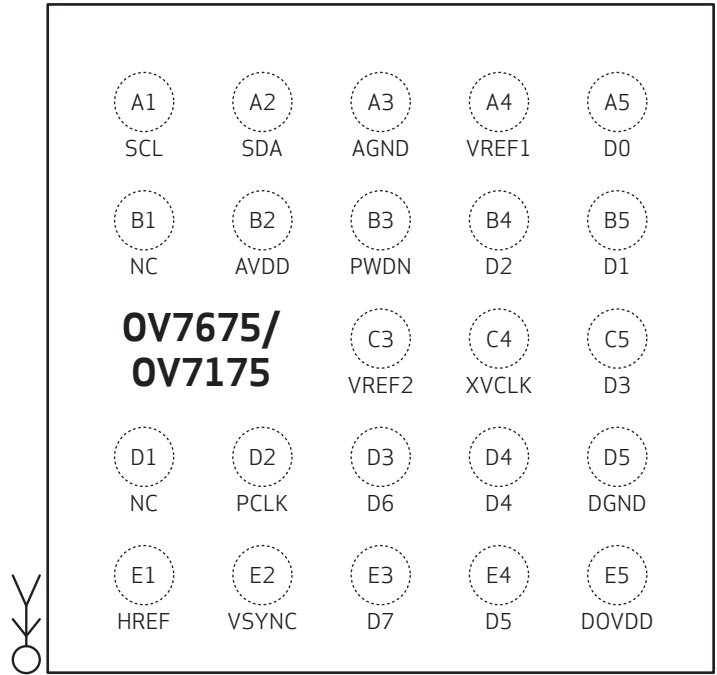 A1 A2 A3 A4 A5
SCL SDA AGND VREF1 D0
B1 B2 B3 B4 B5
NC AVDD PWDN D2 D1
OV7675/
OV7175
C3 C4 C5
VREF2 XVCLK D3
D1 D2 D3 D4 D5
NC PCLK D6 D4 DGND
E1 E2 E3 E4 E5
HREF VSYNC D7 D5 DOVDD